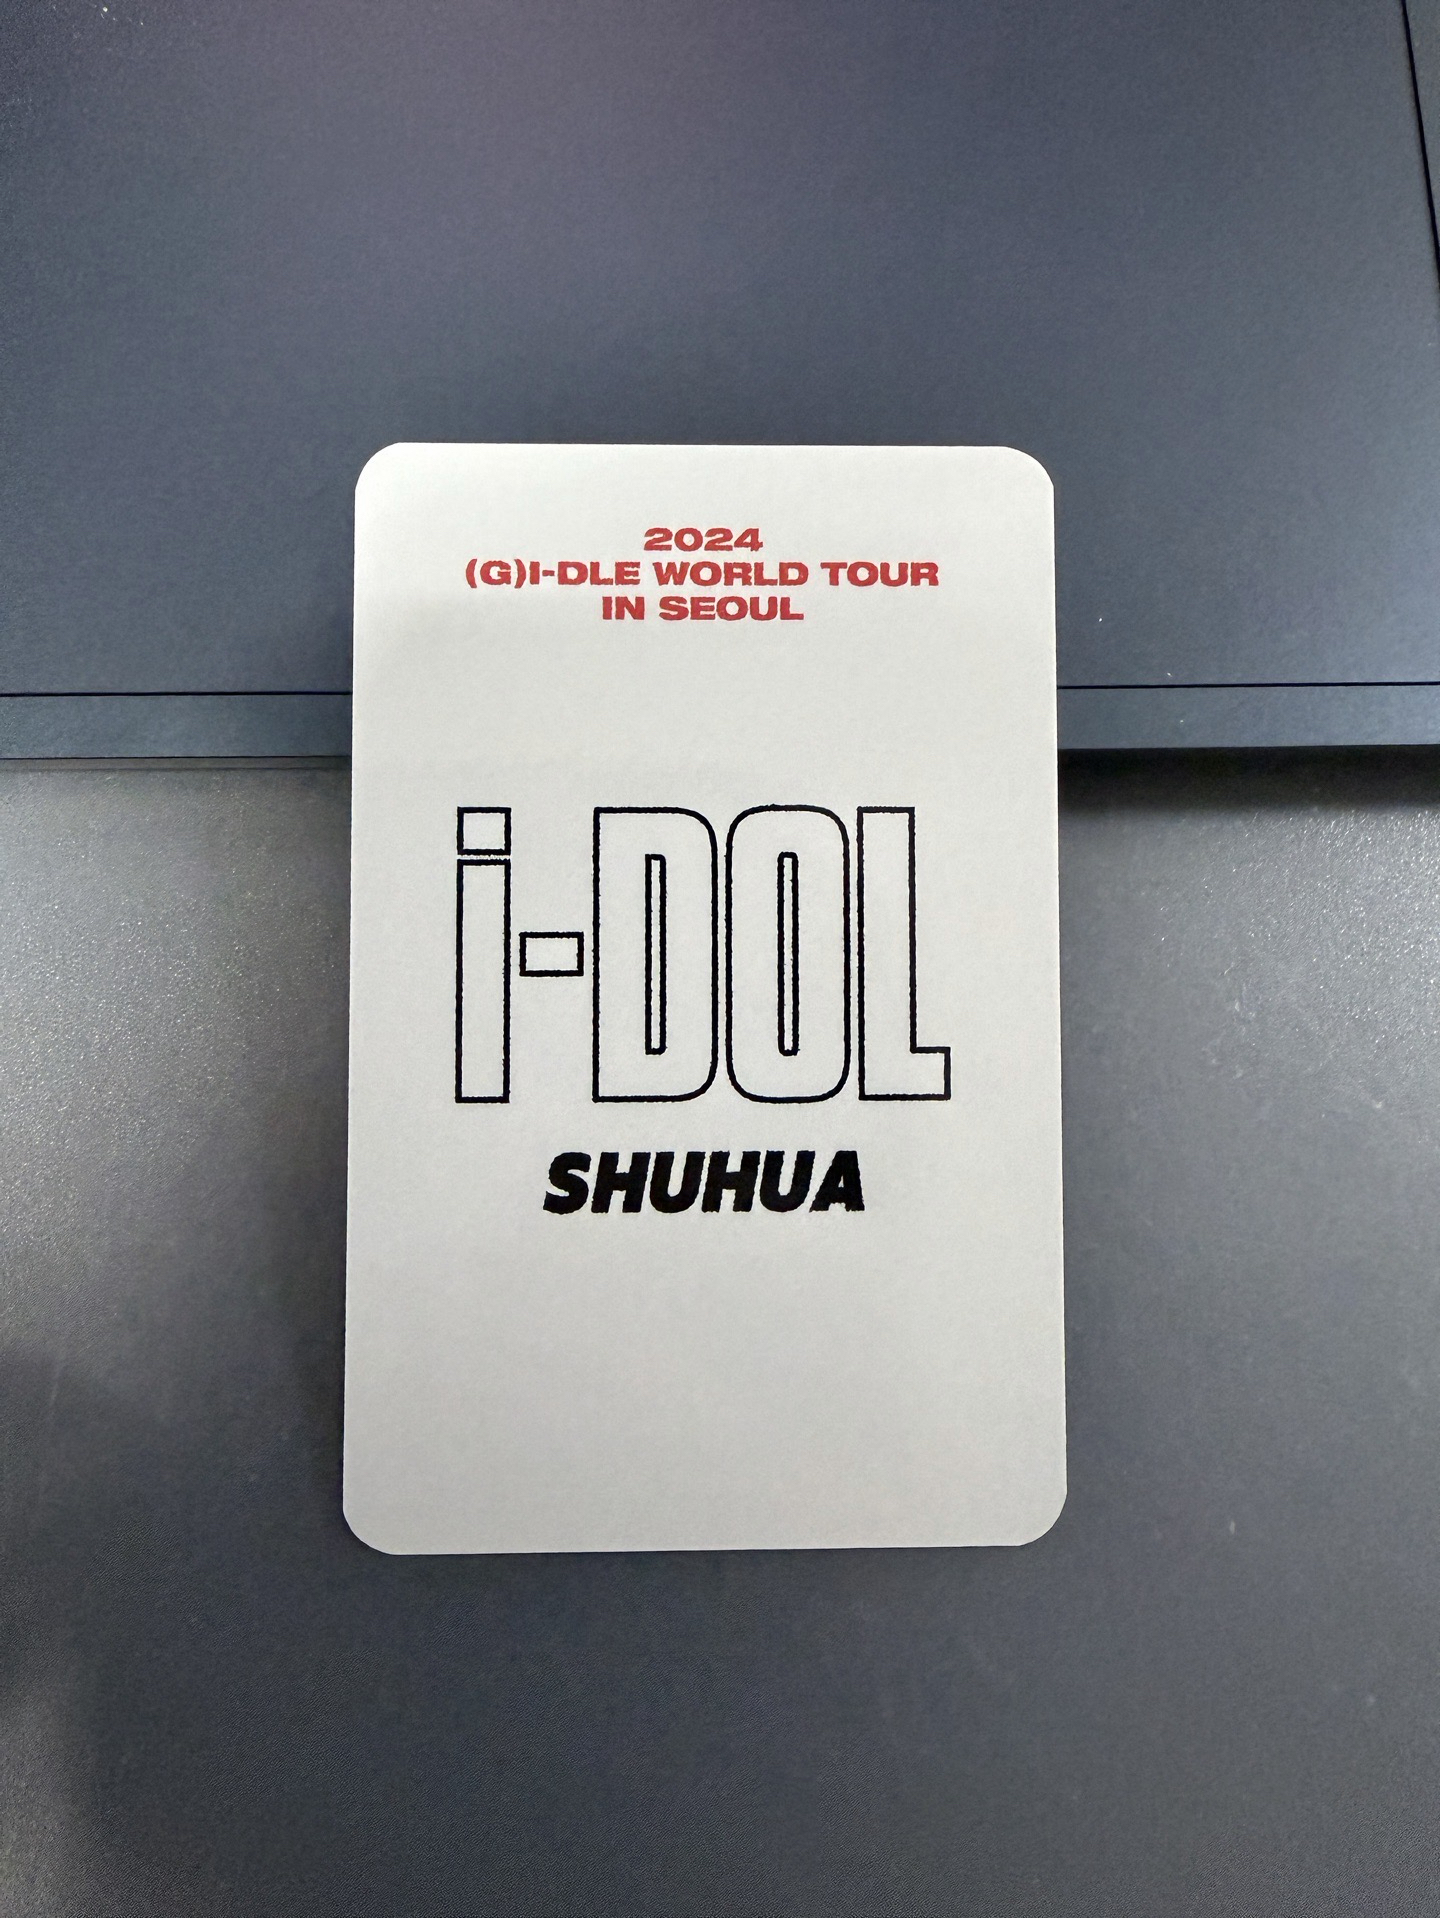 2024
(G)I-DLE WORLD TOUR
IN SEOUL
i-DOL
SHUHUA